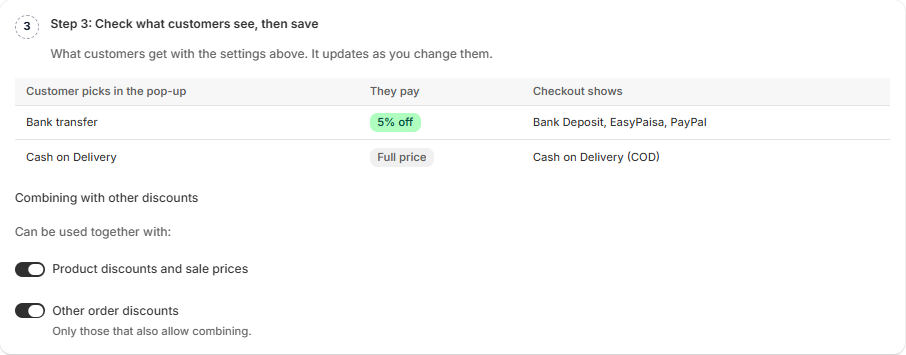 3
Step 3: Check what customers see, then save
What customers get with the settings above. It updates as you change them.
Customer picks in the pop-up They pay Checkout shows
Bank transfer 5% off Bank Deposit, EasyPaisa, PayPal
Cash on Delivery Full price Cash on Delivery (COD)
Combining with other discounts
Can be used together with:
Product discounts and sale prices
Other order discounts
Only those that also allow combining.